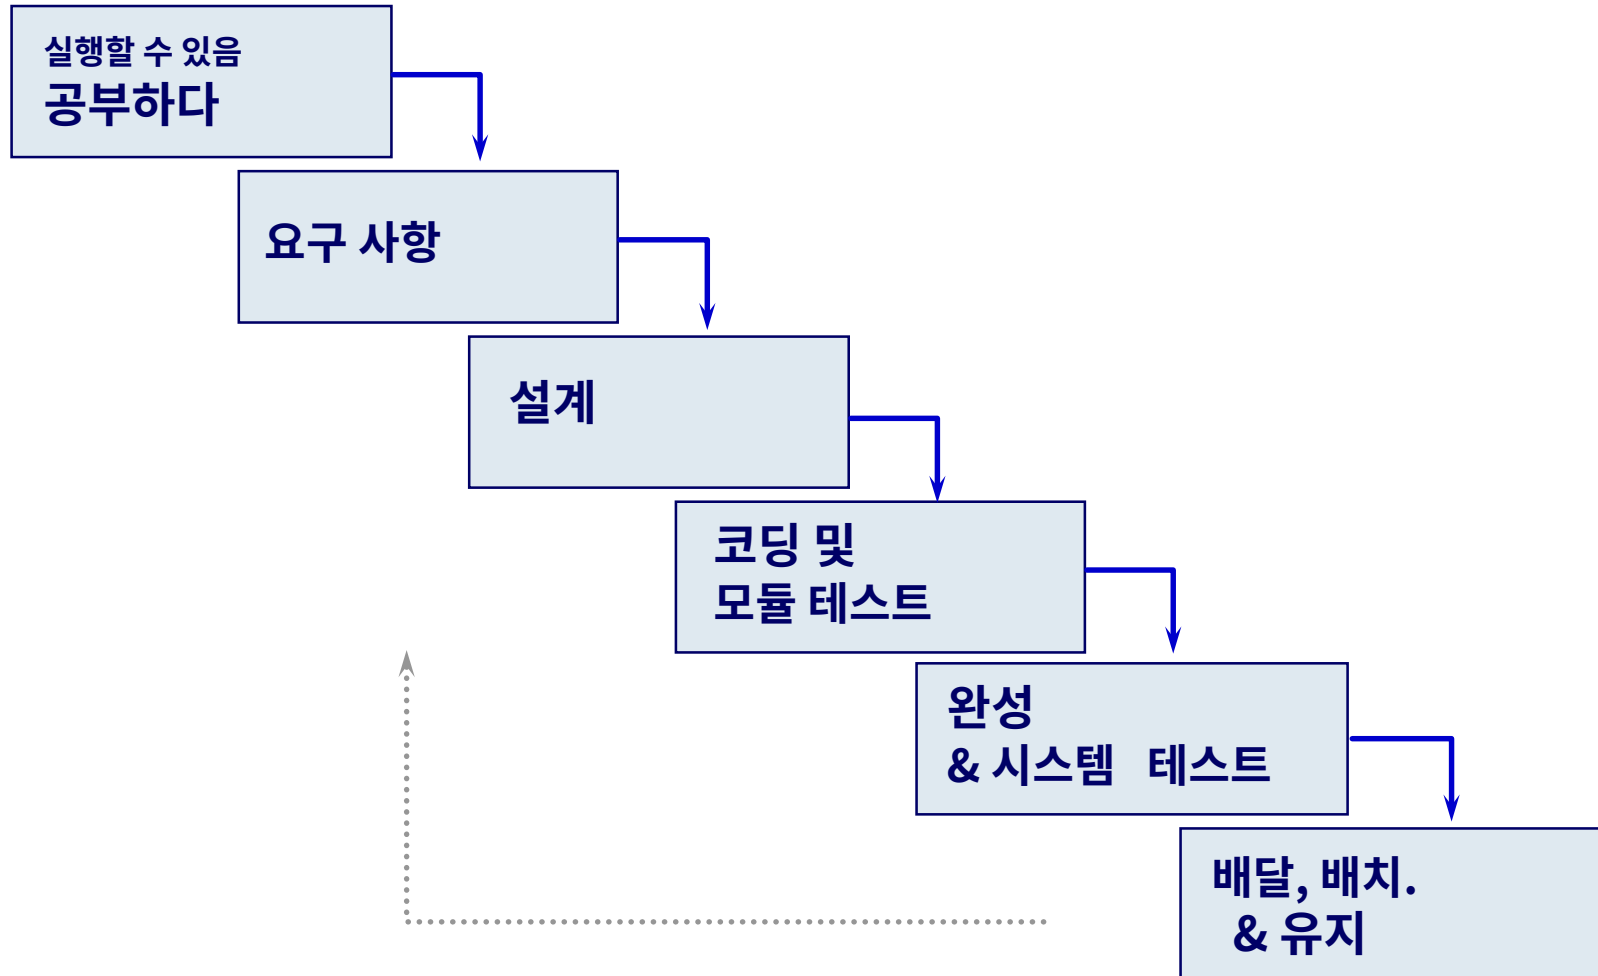 실행할 수 있음
공부하다
요구 사항
설계
코딩 및
모듈 테스트
완성
& 시스템 테스트
배달, 배치.
& 유지